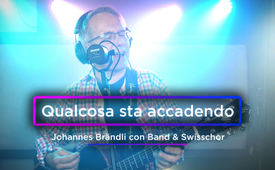 Qualcosa sta accadendo
Johannes Brändli con Band & Swisschor